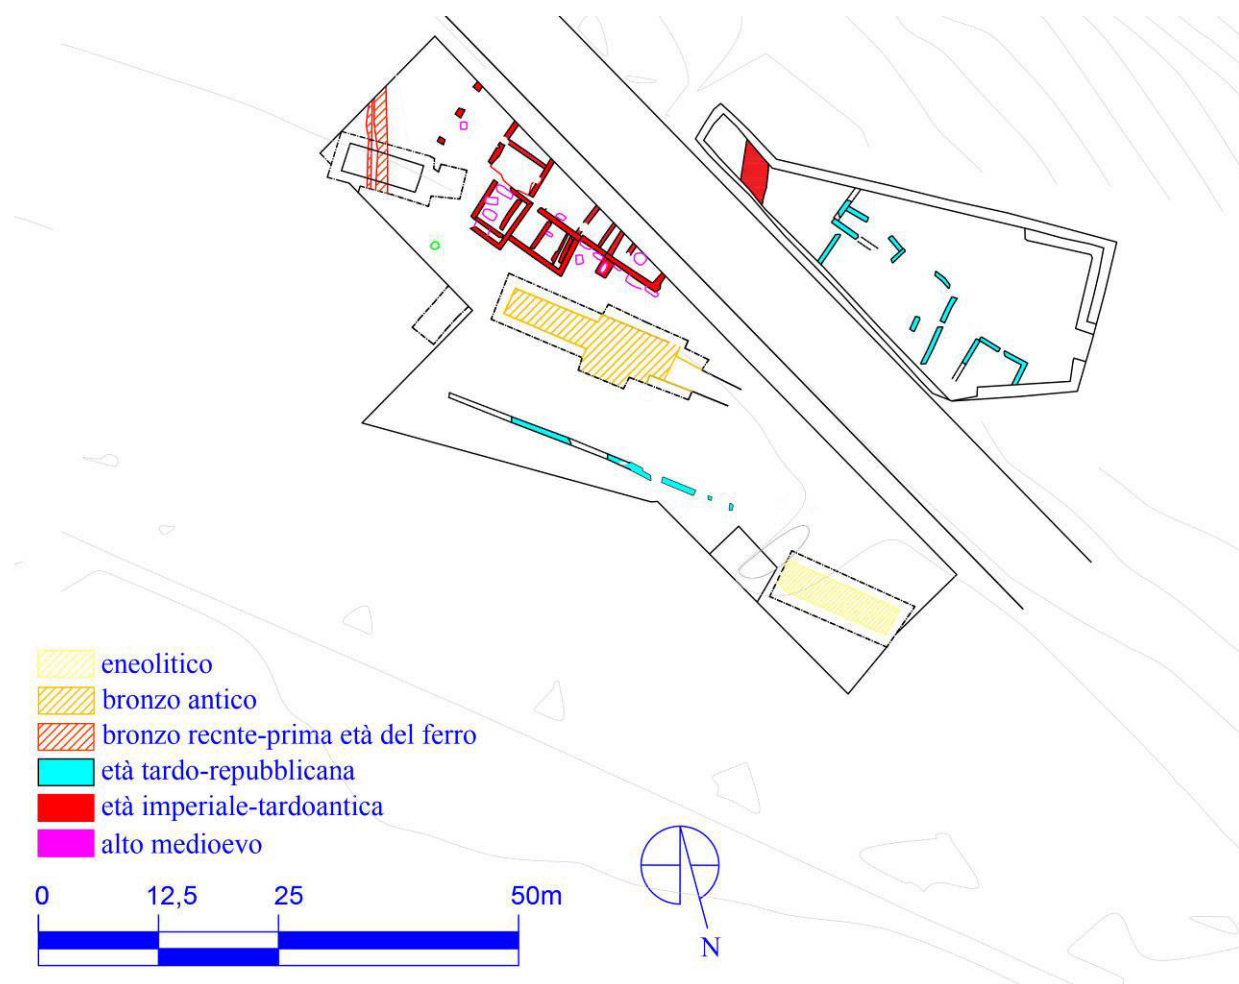 eneolitico
bronzo antico
bronzo recnte-prima età del ferro
età tardo-repubblicana
età imperiale-tardoantica
alto medioevo
0 12,5 25 50m
N